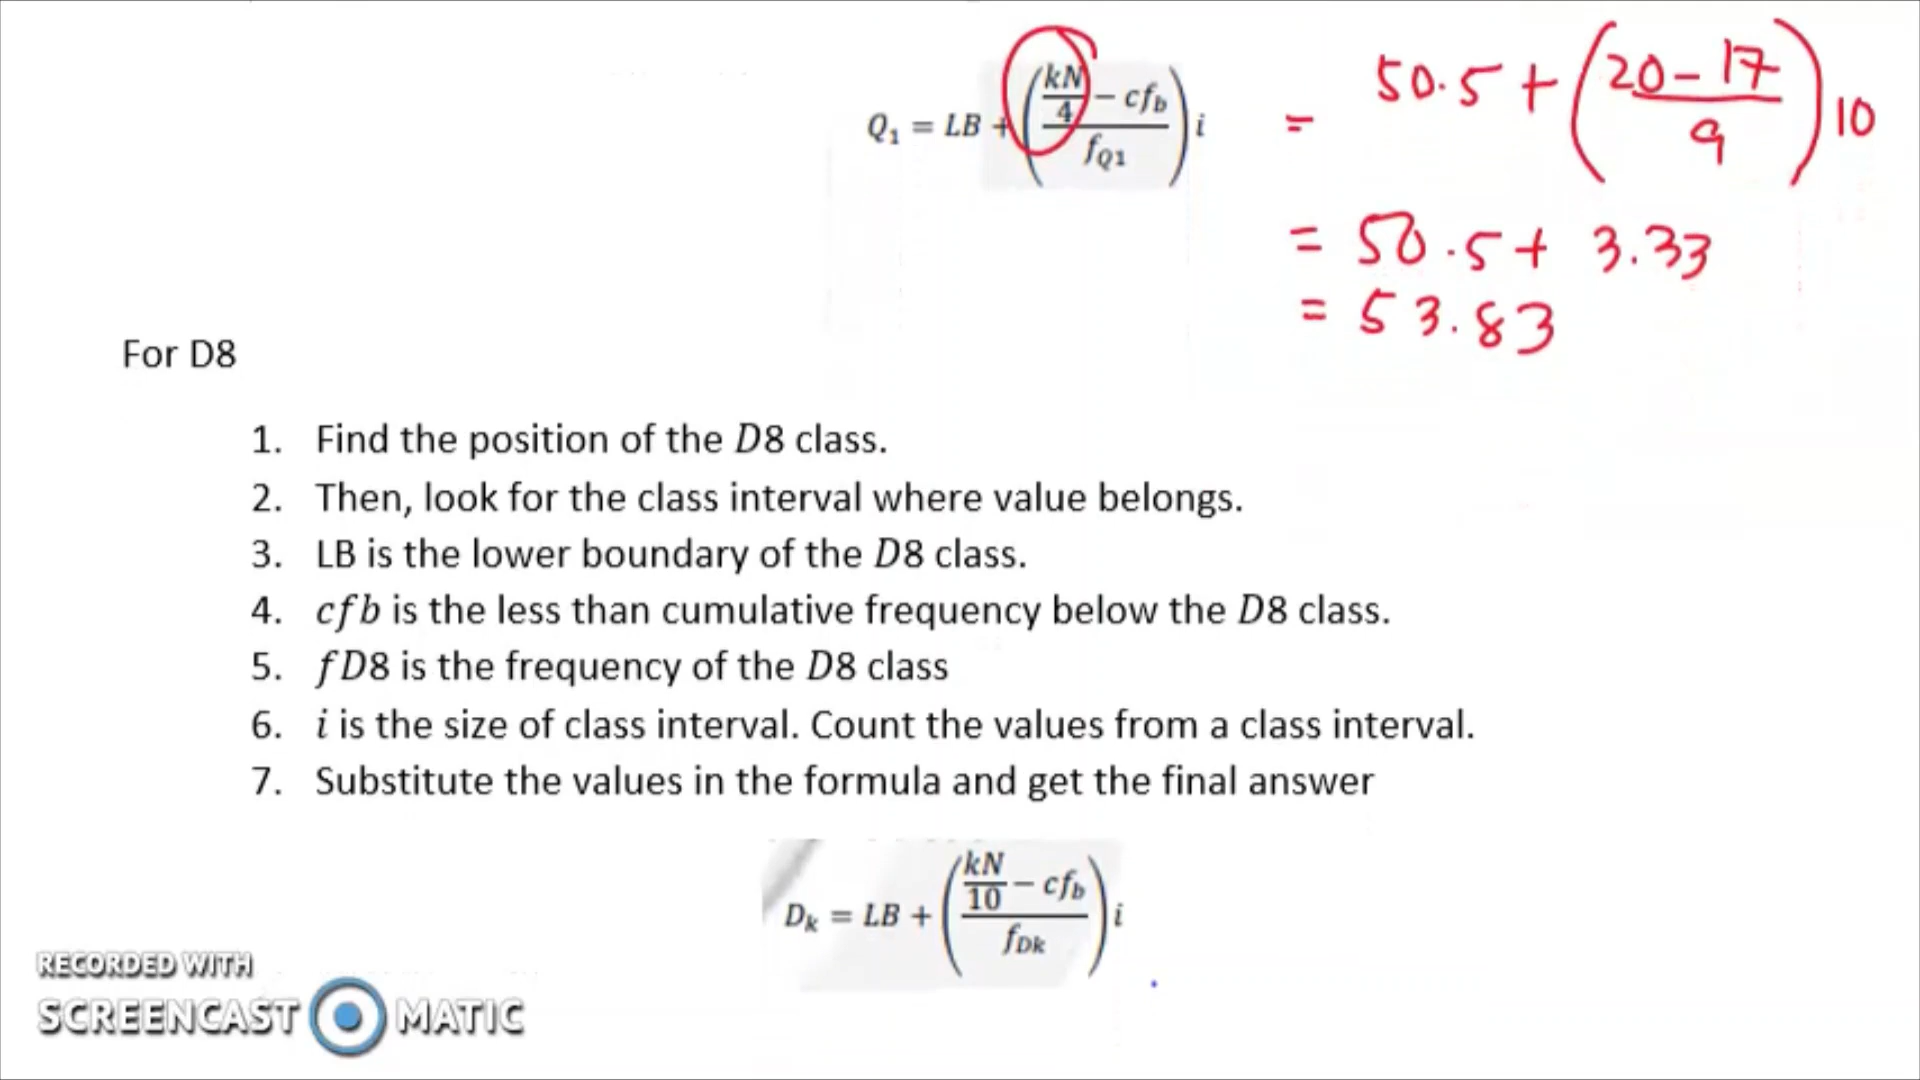 Q₁ = LB + ( (kN/4 − cf_b) / f_Q1 ) i
= 50.5 + ( (20 − 17) / 9 ) 10
= 50.5 + 3.33
= 53.83
For D8
1. Find the position of the D8 class.
2. Then, look for the class interval where value belongs.
3. LB is the lower boundary of the D8 class.
4. cfb is the less than cumulative frequency below the D8 class.
5. fD8 is the frequency of the D8 class
6. i is the size of class interval. Count the values from a class interval.
7. Substitute the values in the formula and get the final answer
D_k = LB + ( (kN/10 − cf_b) / f_Dk ) i
RECORDED WITH
SCREENCAST MATIC